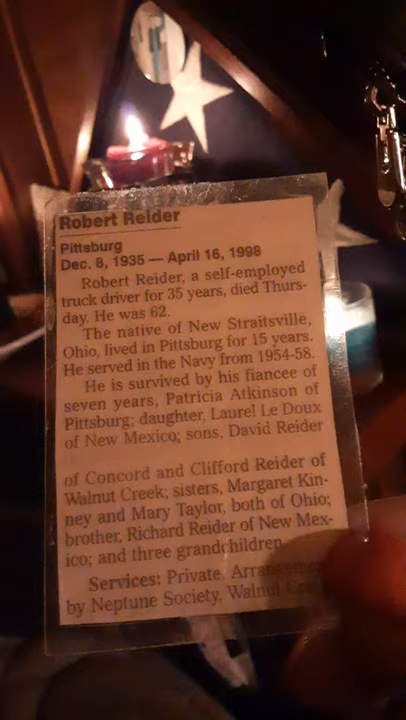 Robert Reider
Pittsburg
Dec. 8, 1935 — April 16, 1998
Robert Reider, a self-employed
truck driver for 35 years, died Thurs-
day. He was 62.
The native of New Straitsville,
Ohio, lived in Pittsburg for 15 years.
He served in the Navy from 1954-58.
He is survived by his fiancee of
seven years, Patricia Atkinson of
Pittsburg; daughter, Laurel Le Doux
of New Mexico; sons, David Reider
of Concord and Clifford Reider of
Walnut Creek; sisters, Margaret Kin-
ney and Mary Taylor, both of Ohio;
brother, Richard Reider of New Mex-
ico; and three grandchildren.
Services: Private.
by Neptune Society, Walnut